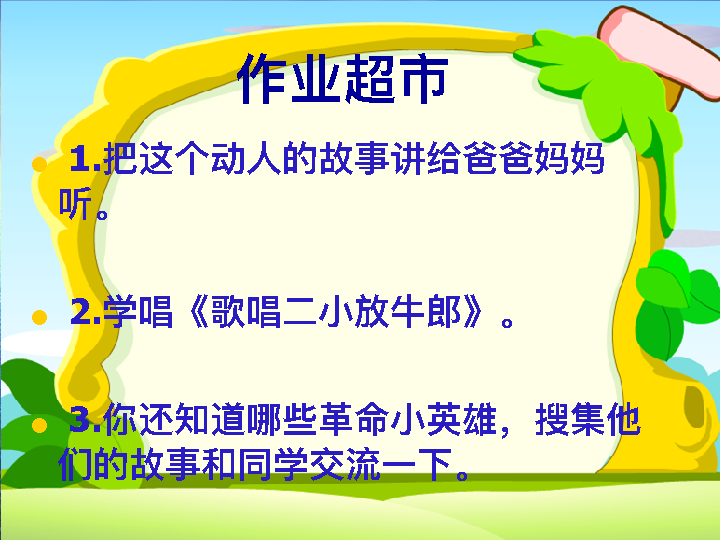 作业超市
1.把这个动人的故事讲给爸爸妈妈
听。
2.学唱《歌唱二小放牛郎》。
3.你还知道哪些革命小英雄，搜集他
们的故事和同学交流一下。